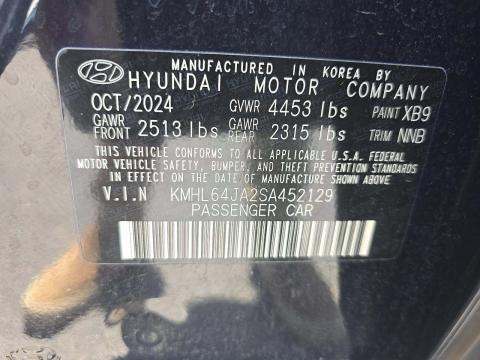 MANUFACTURED IN KOREA BY
HYUNDAI MOTOR COMPANY
OCT/2024 GVWR 4453 lbs PAINT XB9
GAWR FRONT 2513 lbs GAWR REAR 2315 lbs TRIM NNB
THIS VEHICLE CONFORMS TO ALL APPLICABLE U.S.A. FEDERAL
MOTOR VEHICLE SAFETY, BUMPER, AND THEFT PREVENTION STANDARDS
IN EFFECT ON THE DATE OF MANUFACTURE SHOWN ABOVE.
V.I.N KMHL64JA2SA452129
PASSENGER CAR